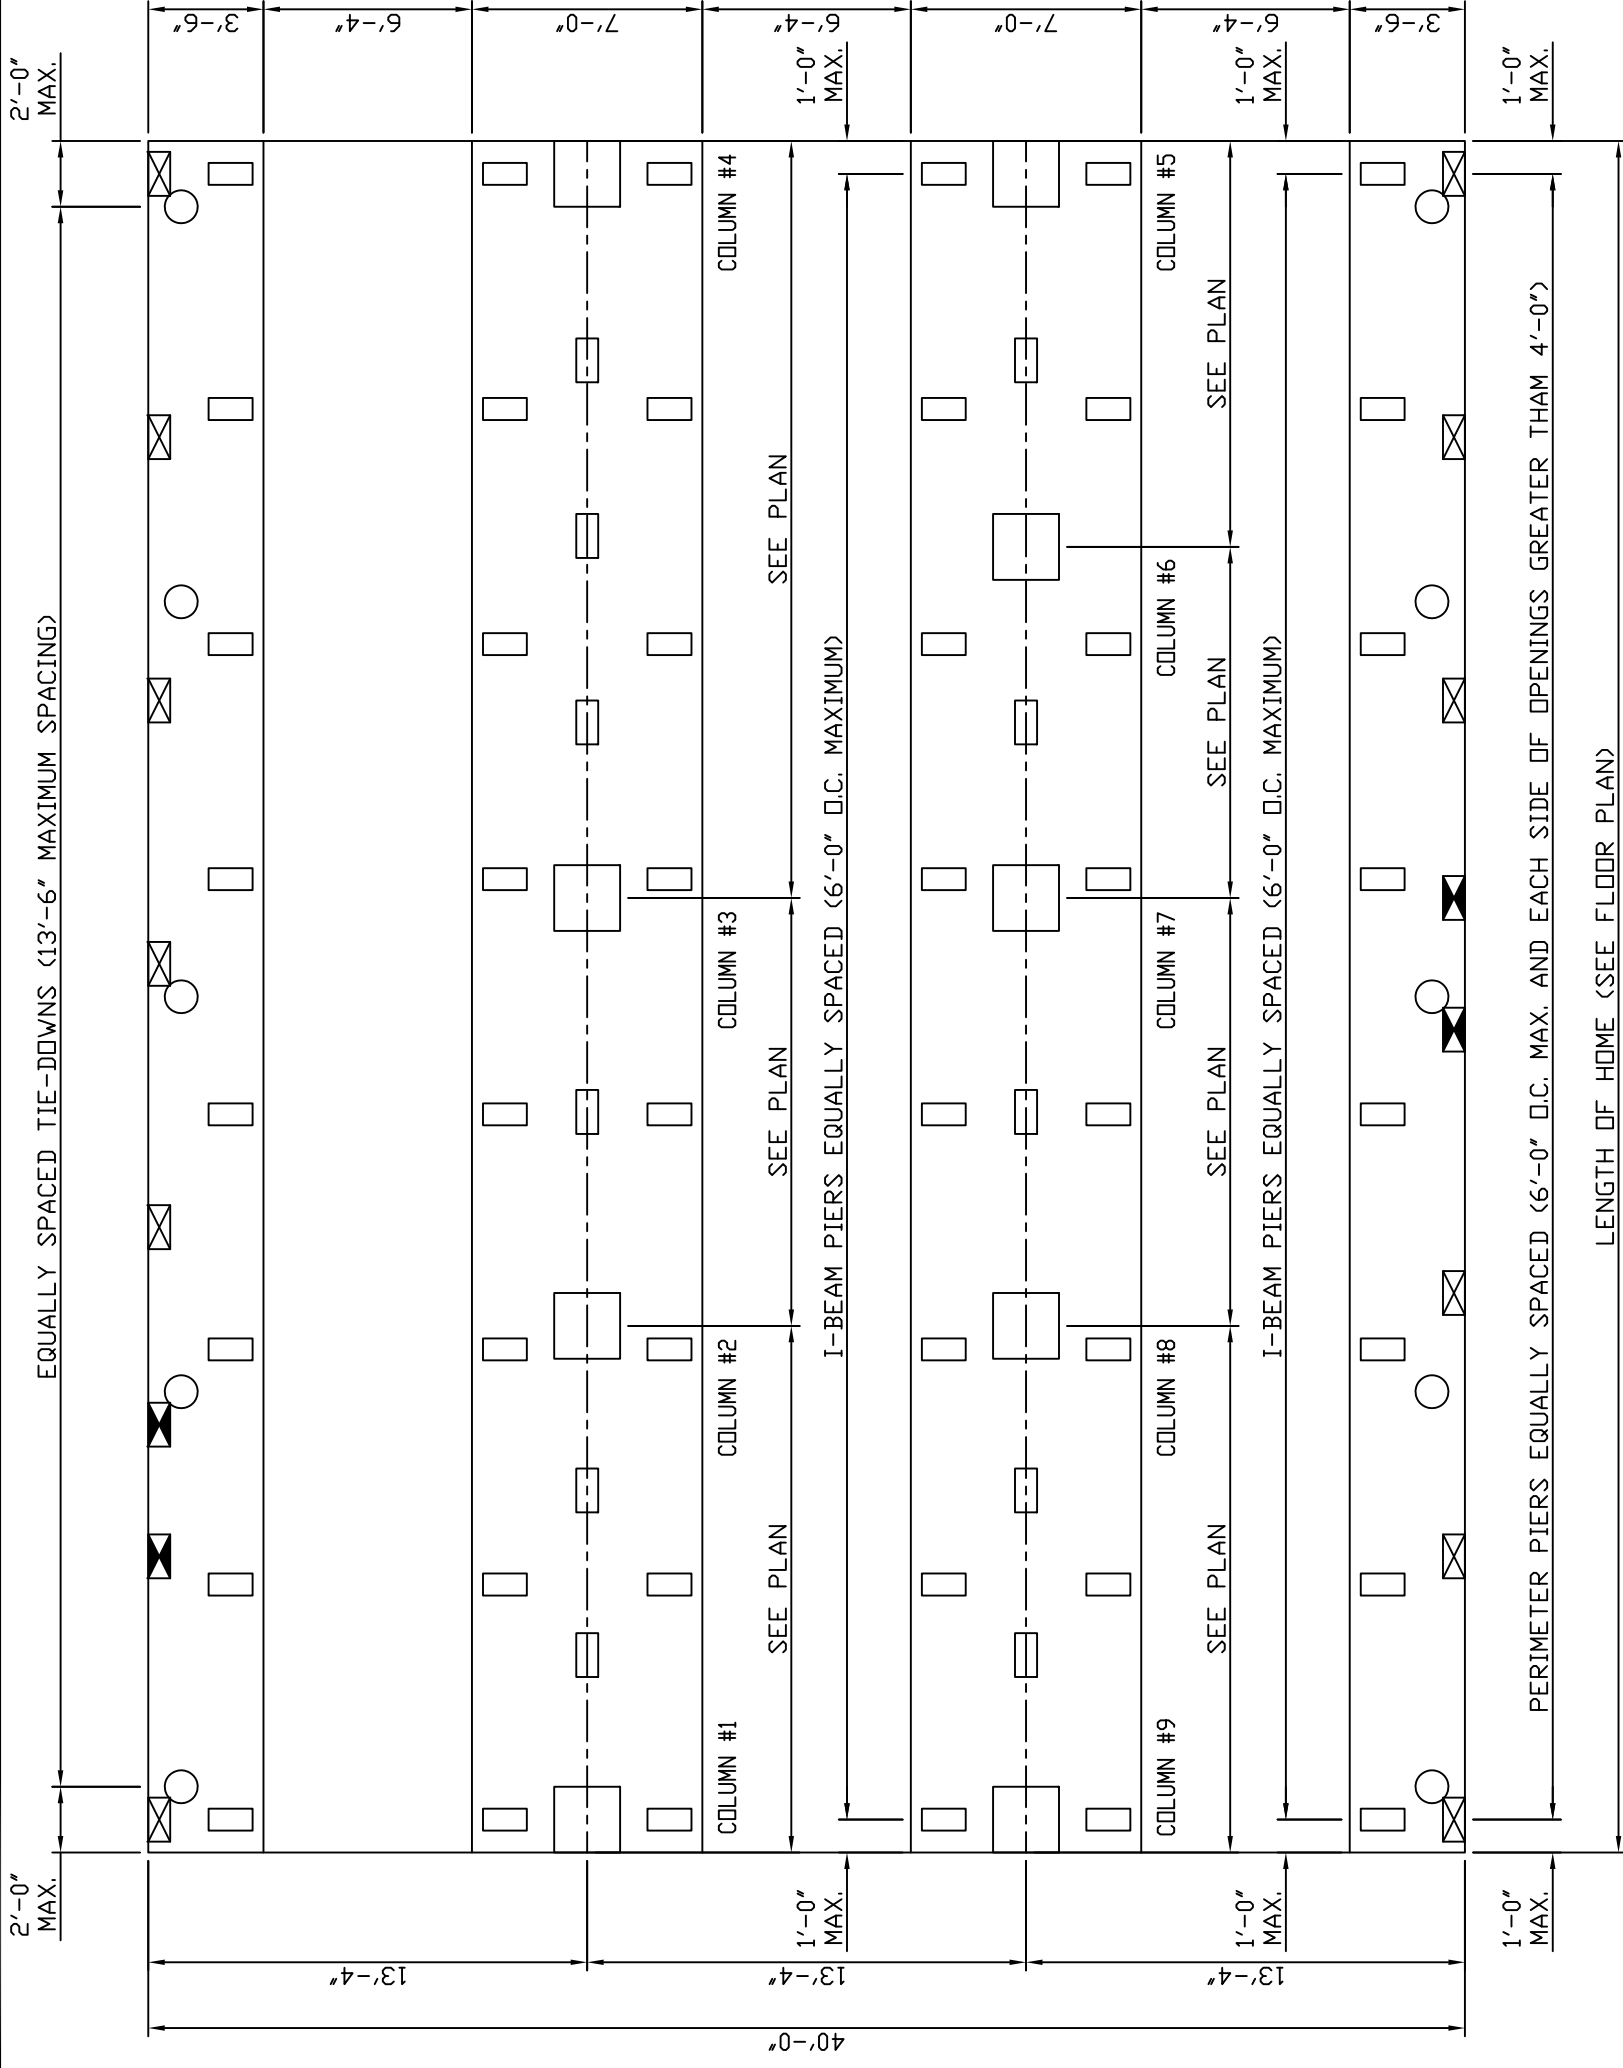 2'-0"
MAX.
EQUALLY SPACED TIE-DOWNS (13'-6" MAXIMUM SPACING)
2'-0"
MAX.
3'-6"
6'-4"
7'-0"
6'-4"
7'-0"
6'-4"
3'-6"
COLUMN #1
COLUMN #2
COLUMN #3
COLUMN #4
SEE PLAN
SEE PLAN
SEE PLAN
1'-0"
MAX.
I-BEAM PIERS EQUALLY SPACED (6'-0" O.C. MAXIMUM)
1'-0"
MAX.
COLUMN #9
COLUMN #8
COLUMN #7
COLUMN #6
COLUMN #5
SEE PLAN
SEE PLAN
SEE PLAN
SEE PLAN
1'-0"
MAX.
I-BEAM PIERS EQUALLY SPACED (6'-0" O.C. MAXIMUM)
1'-0"
MAX.
1'-0"
MAX.
PERIMETER PIERS EQUALLY SPACED (6'-0" O.C. MAX. AND EACH SIDE OF OPENINGS GREATER THAM 4'-0")
1'-0"
MAX.
LENGTH OF HOME (SEE FLOOR PLAN)
13'-4"
13'-4"
13'-4"
40'-0"